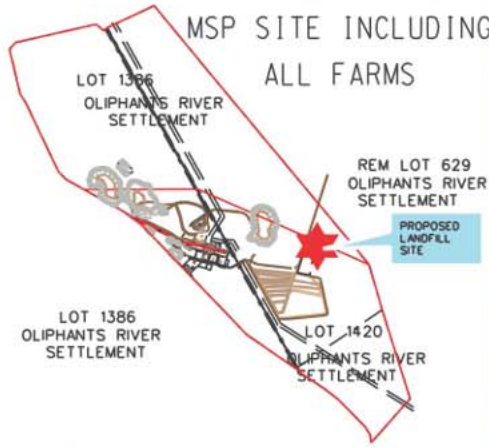 MSP SITE INCLUDING
ALL FARMS
LOT 1386
OLIPHANTS RIVER
SETTLEMENT
REM LOT 629
OLIPHANTS RIVER
SETTLEMENT
PROPOSED
LANDFILL
SITE
LOT 1386
OLIPHANTS RIVER
SETTLEMENT
LOT 1420
OLIPHANTS RIVER
SETTLEMENT